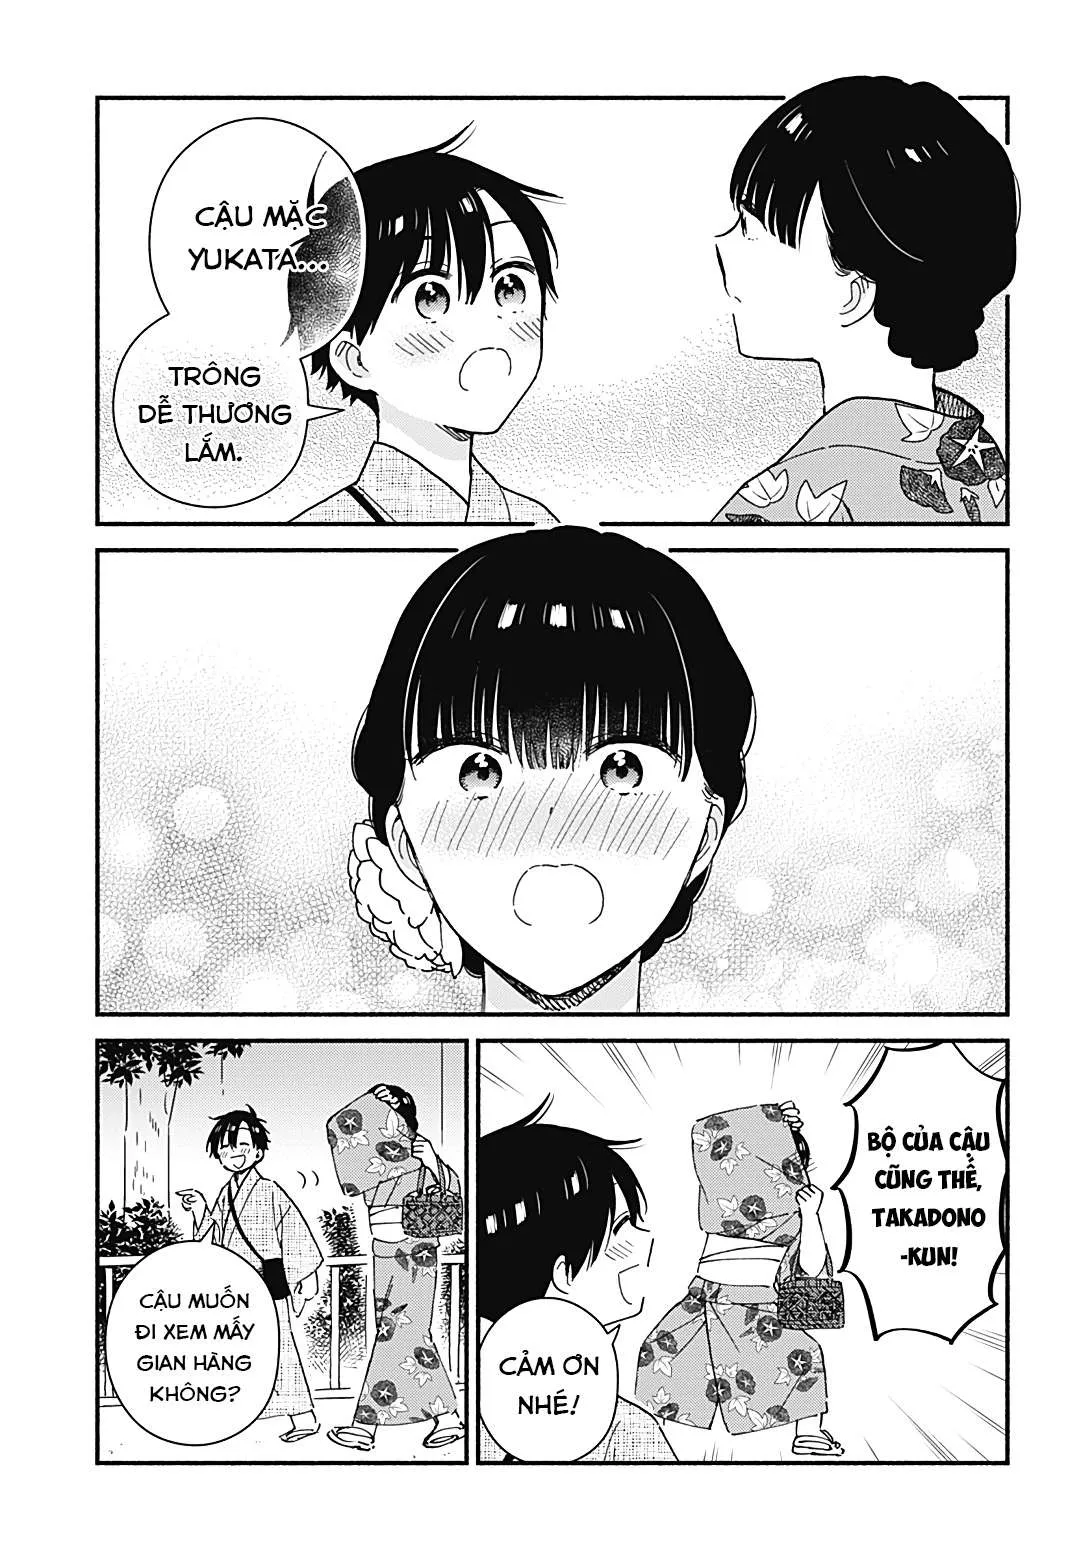 CẬU MẶC
YUKATA...
TRÔNG
DỄ THƯƠNG
LẮM.
BỘ CỦA CẬU
CŨNG THẾ,
TAKADONO
-KUN!
CẢM ƠN
NHÉ!
CẬU MUỐN
ĐI XEM MẤY
GIAN HÀNG
KHÔNG?